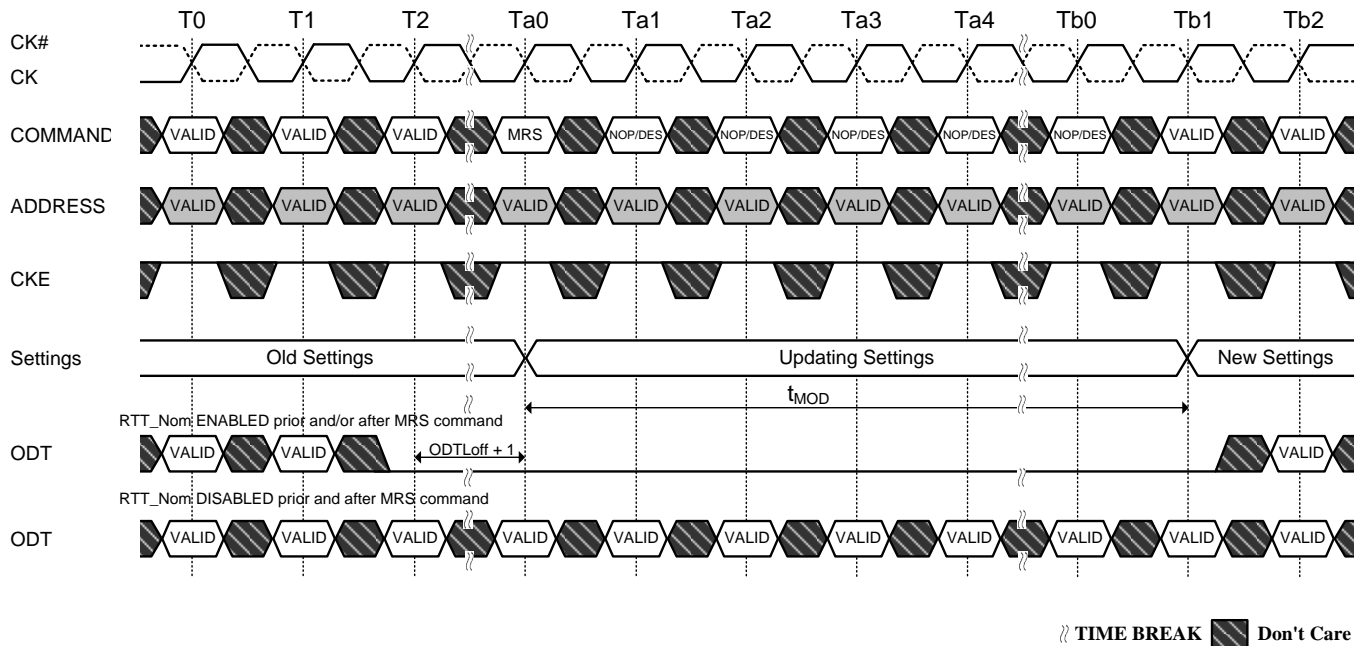 T0 T1 T2 Ta0 Ta1 Ta2 Ta3 Ta4 Tb0 Tb1 Tb2
CK#
CK
COMMAND VALID VALID VALID MRS NOP/DES NOP/DES NOP/DES NOP/DES NOP/DES VALID VALID
ADDRESS VALID VALID VALID VALID VALID VALID VALID VALID VALID VALID VALID
CKE
Settings Old Settings Updating Settings New Settings
tMOD
RTT_Nom ENABLED prior and/or after MRS command
ODT VALID VALID ODTLoff + 1 VALID
RTT_Nom DISABLED prior and after MRS command
ODT VALID VALID VALID VALID VALID VALID VALID VALID VALID VALID VALID
TIME BREAK Don't Care